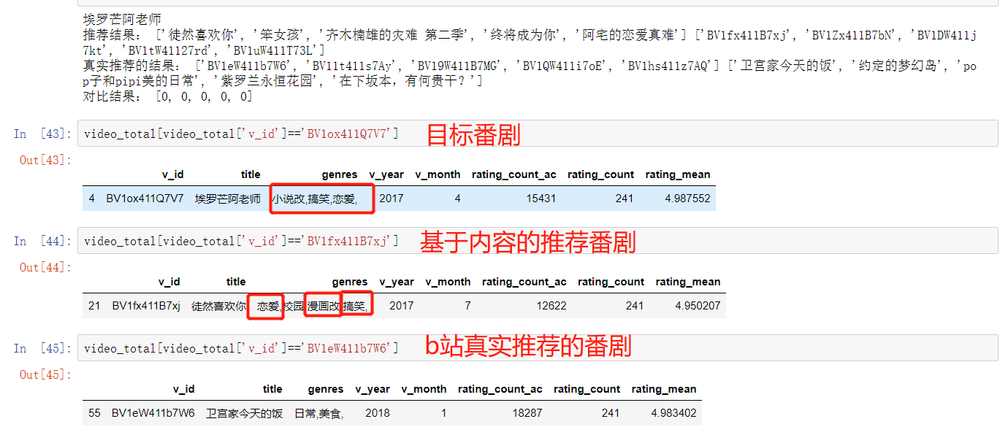 埃罗芒阿老师
推荐结果: ['徒然喜欢你', '笨女孩', '齐木楠雄的灾难 第二季', '终将成为你', '阿宅的恋爱真难'] ['BV1fx411B7xj', 'BV1Zx411B7bN', 'BV1DW411j
7kt', 'BV1tW41127rd', 'BV1uW411T73L']
真实推荐的结果: ['BV1eW411b7W6', 'BV11t411s7Ay', 'BV19W411B7MG', 'BV1QW411i7oE', 'BV1hs411z7AQ'] ['卫宫家今天的饭', '约定的梦幻岛', 'po
p子和pipi美的日常', '紫罗兰永恒花园', '在下坂本，有何贵干？']
对比结果: [0, 0, 0, 0, 0]
In [43]: video_total[video_total['v_id']=='BV1ox411Q7V7'] 目标番剧
Out[43]:
v_id title genres v_year v_month rating_count_ac rating_count rating_mean
4 BV1ox411Q7V7 埃罗芒阿老师 小说改,搞笑,恋爱, 2017 4 15431 241 4.987552
In [44]: video_total[video_total['v_id']=='BV1fx411B7xj'] 基于内容的推荐番剧
Out[44]:
v_id title genres v_year v_month rating_count_ac rating_count rating_mean
21 BV1fx411B7xj 徒然喜欢你 恋爱,校园,漫画改,搞笑, 2017 7 12622 241 4.950207
In [45]: video_total[video_total['v_id']=='BV1eW411b7W6'] b站真实推荐的番剧
Out[45]:
v_id title genres v_year v_month rating_count_ac rating_count rating_mean
55 BV1eW411b7W6 卫宫家今天的饭 日常,美食, 2018 1 18287 241 4.983402